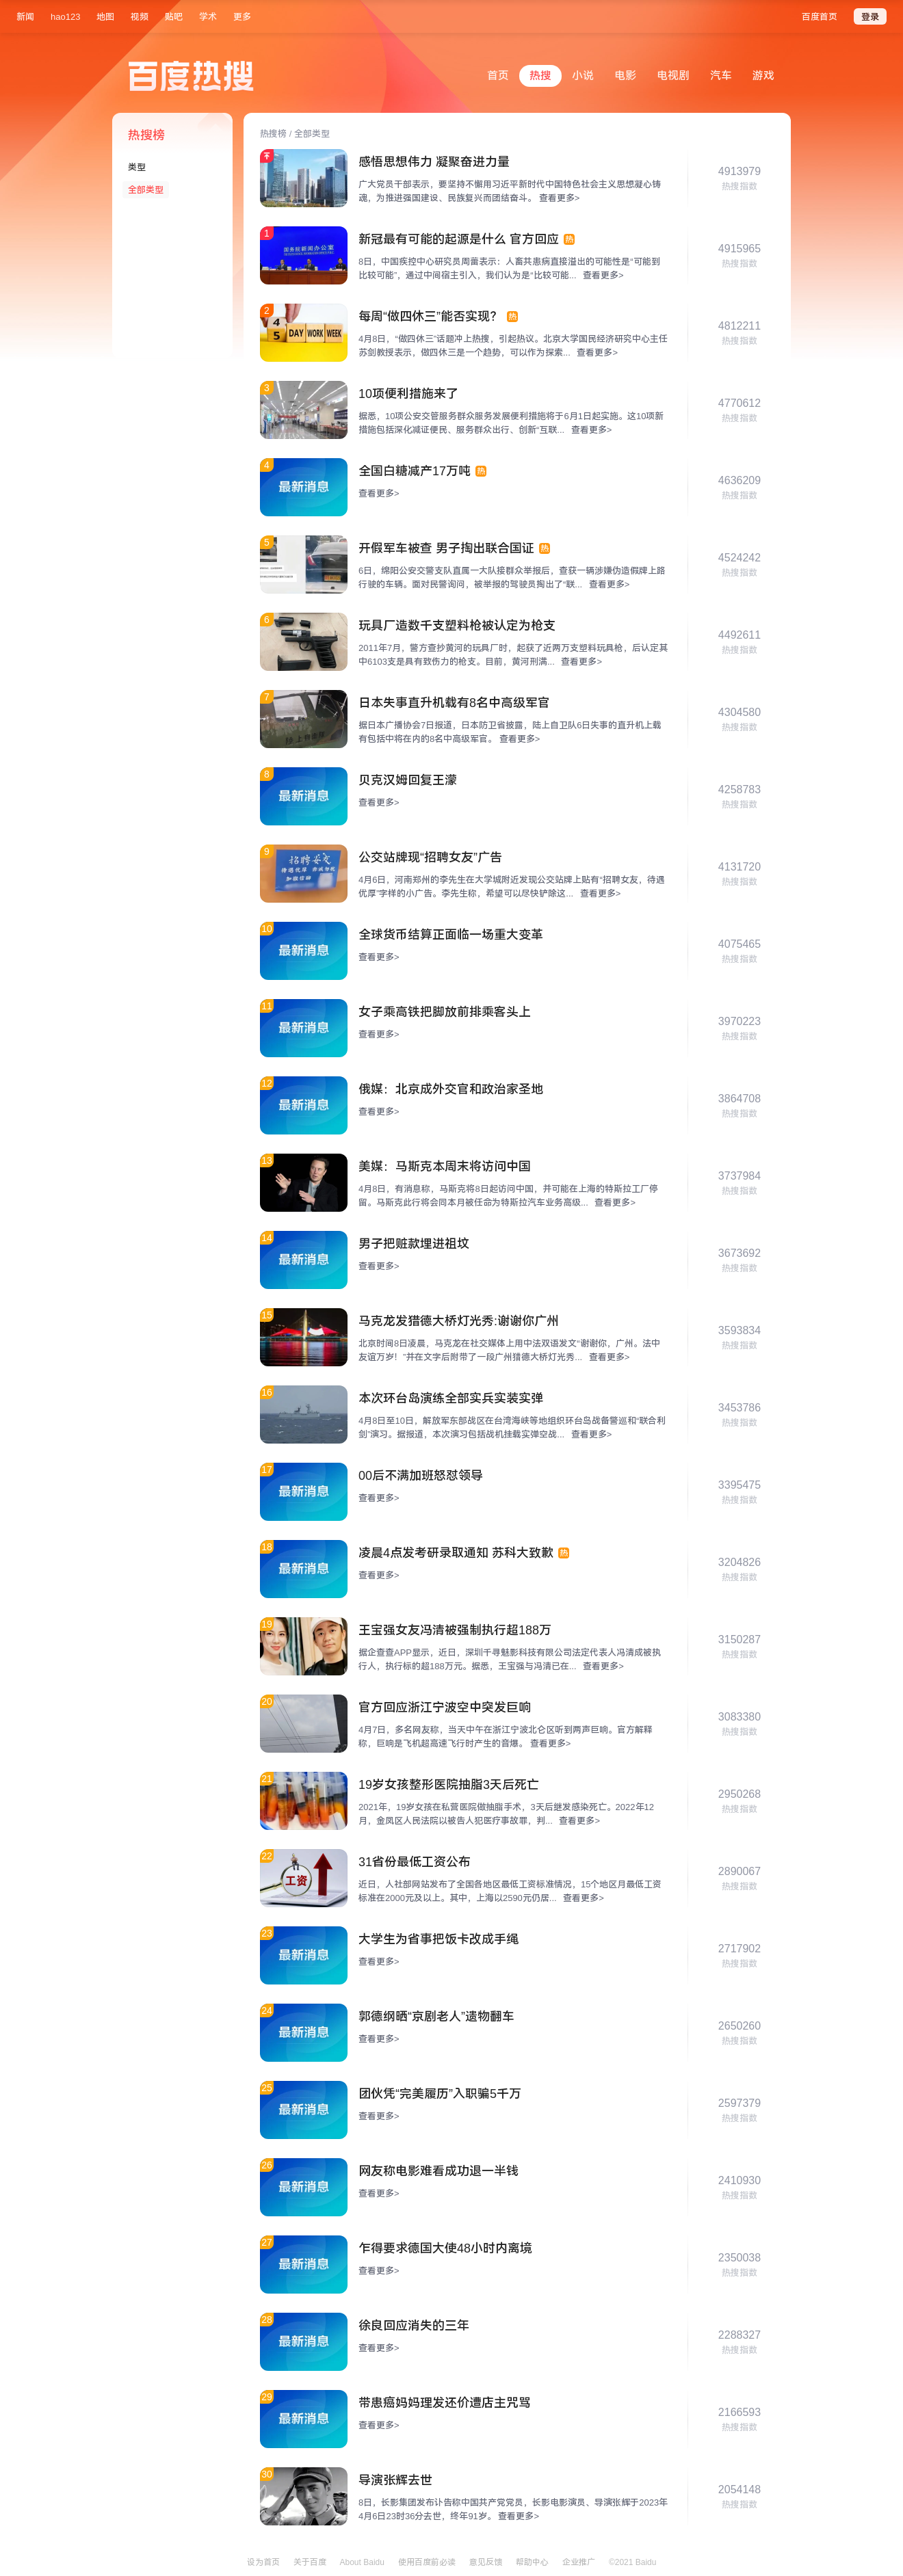 新闻 hao123 地图 视频 贴吧 学术 更多 百度首页 登录
百度热搜
首页 热搜 小说 电影 电视剧 汽车 游戏
热搜榜
类型
全部类型
热搜榜 / 全部类型
感悟思想伟力 凝聚奋进力量
广大党员干部表示，要坚持不懈用习近平新时代中国特色社会主义思想凝心铸
魂，为推进强国建设、民族复兴而团结奋斗。 查看更多>
4913979
热搜指数
1
新冠最有可能的起源是什么 官方回应 热
8日，中国疾控中心研究员周蕾表示：人畜共患病直接溢出的可能性是“可能到
比较可能”，通过中间宿主引入，我们认为是“比较可能... 查看更多>
4915965
热搜指数
2
每周“做四休三”能否实现？ 热
4月8日，“做四休三”话题冲上热搜，引起热议。北京大学国民经济研究中心主任
苏剑教授表示，做四休三是一个趋势，可以作为探索... 查看更多>
4812211
热搜指数
4
5 DAY WORK WEEK
3
10项便利措施来了
据悉，10项公安交管服务群众服务发展便利措施将于6月1日起实施。这10项新
措施包括深化减证便民、服务群众出行、创新“互联... 查看更多>
4770612
热搜指数
4
最新消息
全国白糖减产17万吨 热
查看更多>
4636209
热搜指数
5
开假军车被查 男子掏出联合国证 热
6日，绵阳公安交警支队直属一大队接群众举报后，查获一辆涉嫌伪造假牌上路
行驶的车辆。面对民警询问，被举报的驾驶员掏出了“联... 查看更多>
4524242
热搜指数
6
玩具厂造数千支塑料枪被认定为枪支
2011年7月，警方查抄黄河的玩具厂时，起获了近两万支塑料玩具枪，后认定其
中6103支是具有致伤力的枪支。目前，黄河刑满... 查看更多>
4492611
热搜指数
7
日本失事直升机载有8名中高级军官
据日本广播协会7日报道，日本防卫省披露，陆上自卫队6日失事的直升机上载
有包括中将在内的8名中高级军官。 查看更多>
4304580
热搜指数
8
最新消息
贝克汉姆回复王濛
查看更多>
4258783
热搜指数
9
公交站牌现“招聘女友”广告
4月6日，河南郑州的李先生在大学城附近发现公交站牌上贴有“招聘女友，待遇
优厚”字样的小广告。李先生称，希望可以尽快铲除这... 查看更多>
4131720
热搜指数
10
最新消息
全球货币结算正面临一场重大变革
查看更多>
4075465
热搜指数
11
最新消息
女子乘高铁把脚放前排乘客头上
查看更多>
3970223
热搜指数
12
最新消息
俄媒：北京成外交官和政治家圣地
查看更多>
3864708
热搜指数
13
美媒：马斯克本周末将访问中国
4月8日，有消息称，马斯克将8日起访问中国，并可能在上海的特斯拉工厂停
留。马斯克此行将会同本月被任命为特斯拉汽车业务高级... 查看更多>
3737984
热搜指数
14
最新消息
男子把赃款埋进祖坟
查看更多>
3673692
热搜指数
15
马克龙发猎德大桥灯光秀:谢谢你广州
北京时间8日凌晨，马克龙在社交媒体上用中法双语发文“谢谢你，广州。法中
友谊万岁！”并在文字后附带了一段广州猎德大桥灯光秀... 查看更多>
3593834
热搜指数
16
本次环台岛演练全部实兵实装实弹
4月8日至10日，解放军东部战区在台湾海峡等地组织环台岛战备警巡和“联合利
剑”演习。据报道，本次演习包括战机挂载实弹空战... 查看更多>
3453786
热搜指数
17
最新消息
00后不满加班怒怼领导
查看更多>
3395475
热搜指数
18
最新消息
凌晨4点发考研录取通知 苏科大致歉 热
查看更多>
3204826
热搜指数
19
王宝强女友冯清被强制执行超188万
据企查查APP显示，近日，深圳千寻魅影科技有限公司法定代表人冯清成被执
行人，执行标的超188万元。据悉，王宝强与冯清已在... 查看更多>
3150287
热搜指数
20
官方回应浙江宁波空中突发巨响
4月7日，多名网友称，当天中午在浙江宁波北仑区听到两声巨响。官方解释
称，巨响是飞机超高速飞行时产生的音爆。 查看更多>
3083380
热搜指数
21
19岁女孩整形医院抽脂3天后死亡
2021年，19岁女孩在私营医院做抽脂手术，3天后继发感染死亡。2022年12
月，金凤区人民法院以被告人犯医疗事故罪，判... 查看更多>
2950268
热搜指数
22
工资
31省份最低工资公布
近日，人社部网站发布了全国各地区最低工资标准情况，15个地区月最低工资
标准在2000元及以上。其中，上海以2590元仍居... 查看更多>
2890067
热搜指数
23
最新消息
大学生为省事把饭卡改成手绳
查看更多>
2717902
热搜指数
24
最新消息
郭德纲晒“京剧老人”遗物翻车
查看更多>
2650260
热搜指数
25
最新消息
团伙凭“完美履历”入职骗5千万
查看更多>
2597379
热搜指数
26
最新消息
网友称电影难看成功退一半钱
查看更多>
2410930
热搜指数
27
最新消息
乍得要求德国大使48小时内离境
查看更多>
2350038
热搜指数
28
最新消息
徐良回应消失的三年
查看更多>
2288327
热搜指数
29
最新消息
带患癌妈妈理发还价遭店主咒骂
查看更多>
2166593
热搜指数
30
导演张辉去世
8日，长影集团发布讣告称中国共产党党员，长影电影演员、导演张辉于2023年
4月6日23时36分去世，终年91岁。 查看更多>
2054148
热搜指数
设为首页 关于百度 About Baidu 使用百度前必读 意见反馈 帮助中心 企业推广 ©2021 Baidu